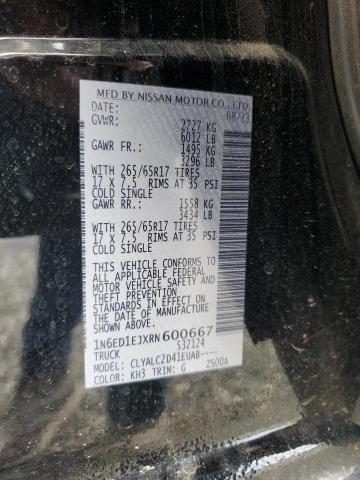 MFD BY NISSAN MOTOR CO., LTD
DATE: 08/23
GVWR: 2727 KG
6012 LB
GAWR FR.: 1495 KG
3296 LB
WITH 265/65R17 TIRES
17 X 7.5 RIMS AT 35 PSI
COLD SINGLE
GAWR RR.: 1558 KG
3434 LB
WITH 265/65R17 TIRES
17 X 7.5 RIMS AT 35 PSI
COLD SINGLE
THIS VEHICLE CONFORMS TO
ALL APPLICABLE FEDERAL
MOTOR VEHICLE SAFETY AND
THEFT PREVENTION
STANDARDS IN EFFECT ON
THE DATE OF MANUFACTURE
SHOWN ABOVE.
1N6ED1EJXRN600667
TRUCK 532124
MODEL: CLYALC2D41EUAB----
COLOR: KH3 TRIM: G 2S00A